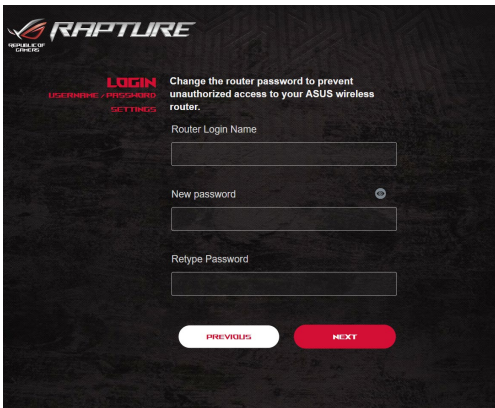 RAPTURE
REPUBLIC OF
GAMERS
LOGIN
USERNAME / PASSWORD
SETTINGS
Change the router password to prevent
unauthorized access to your ASUS wireless
router.
Router Login Name
New password
Retype Password
PREVIOUS
NEXT